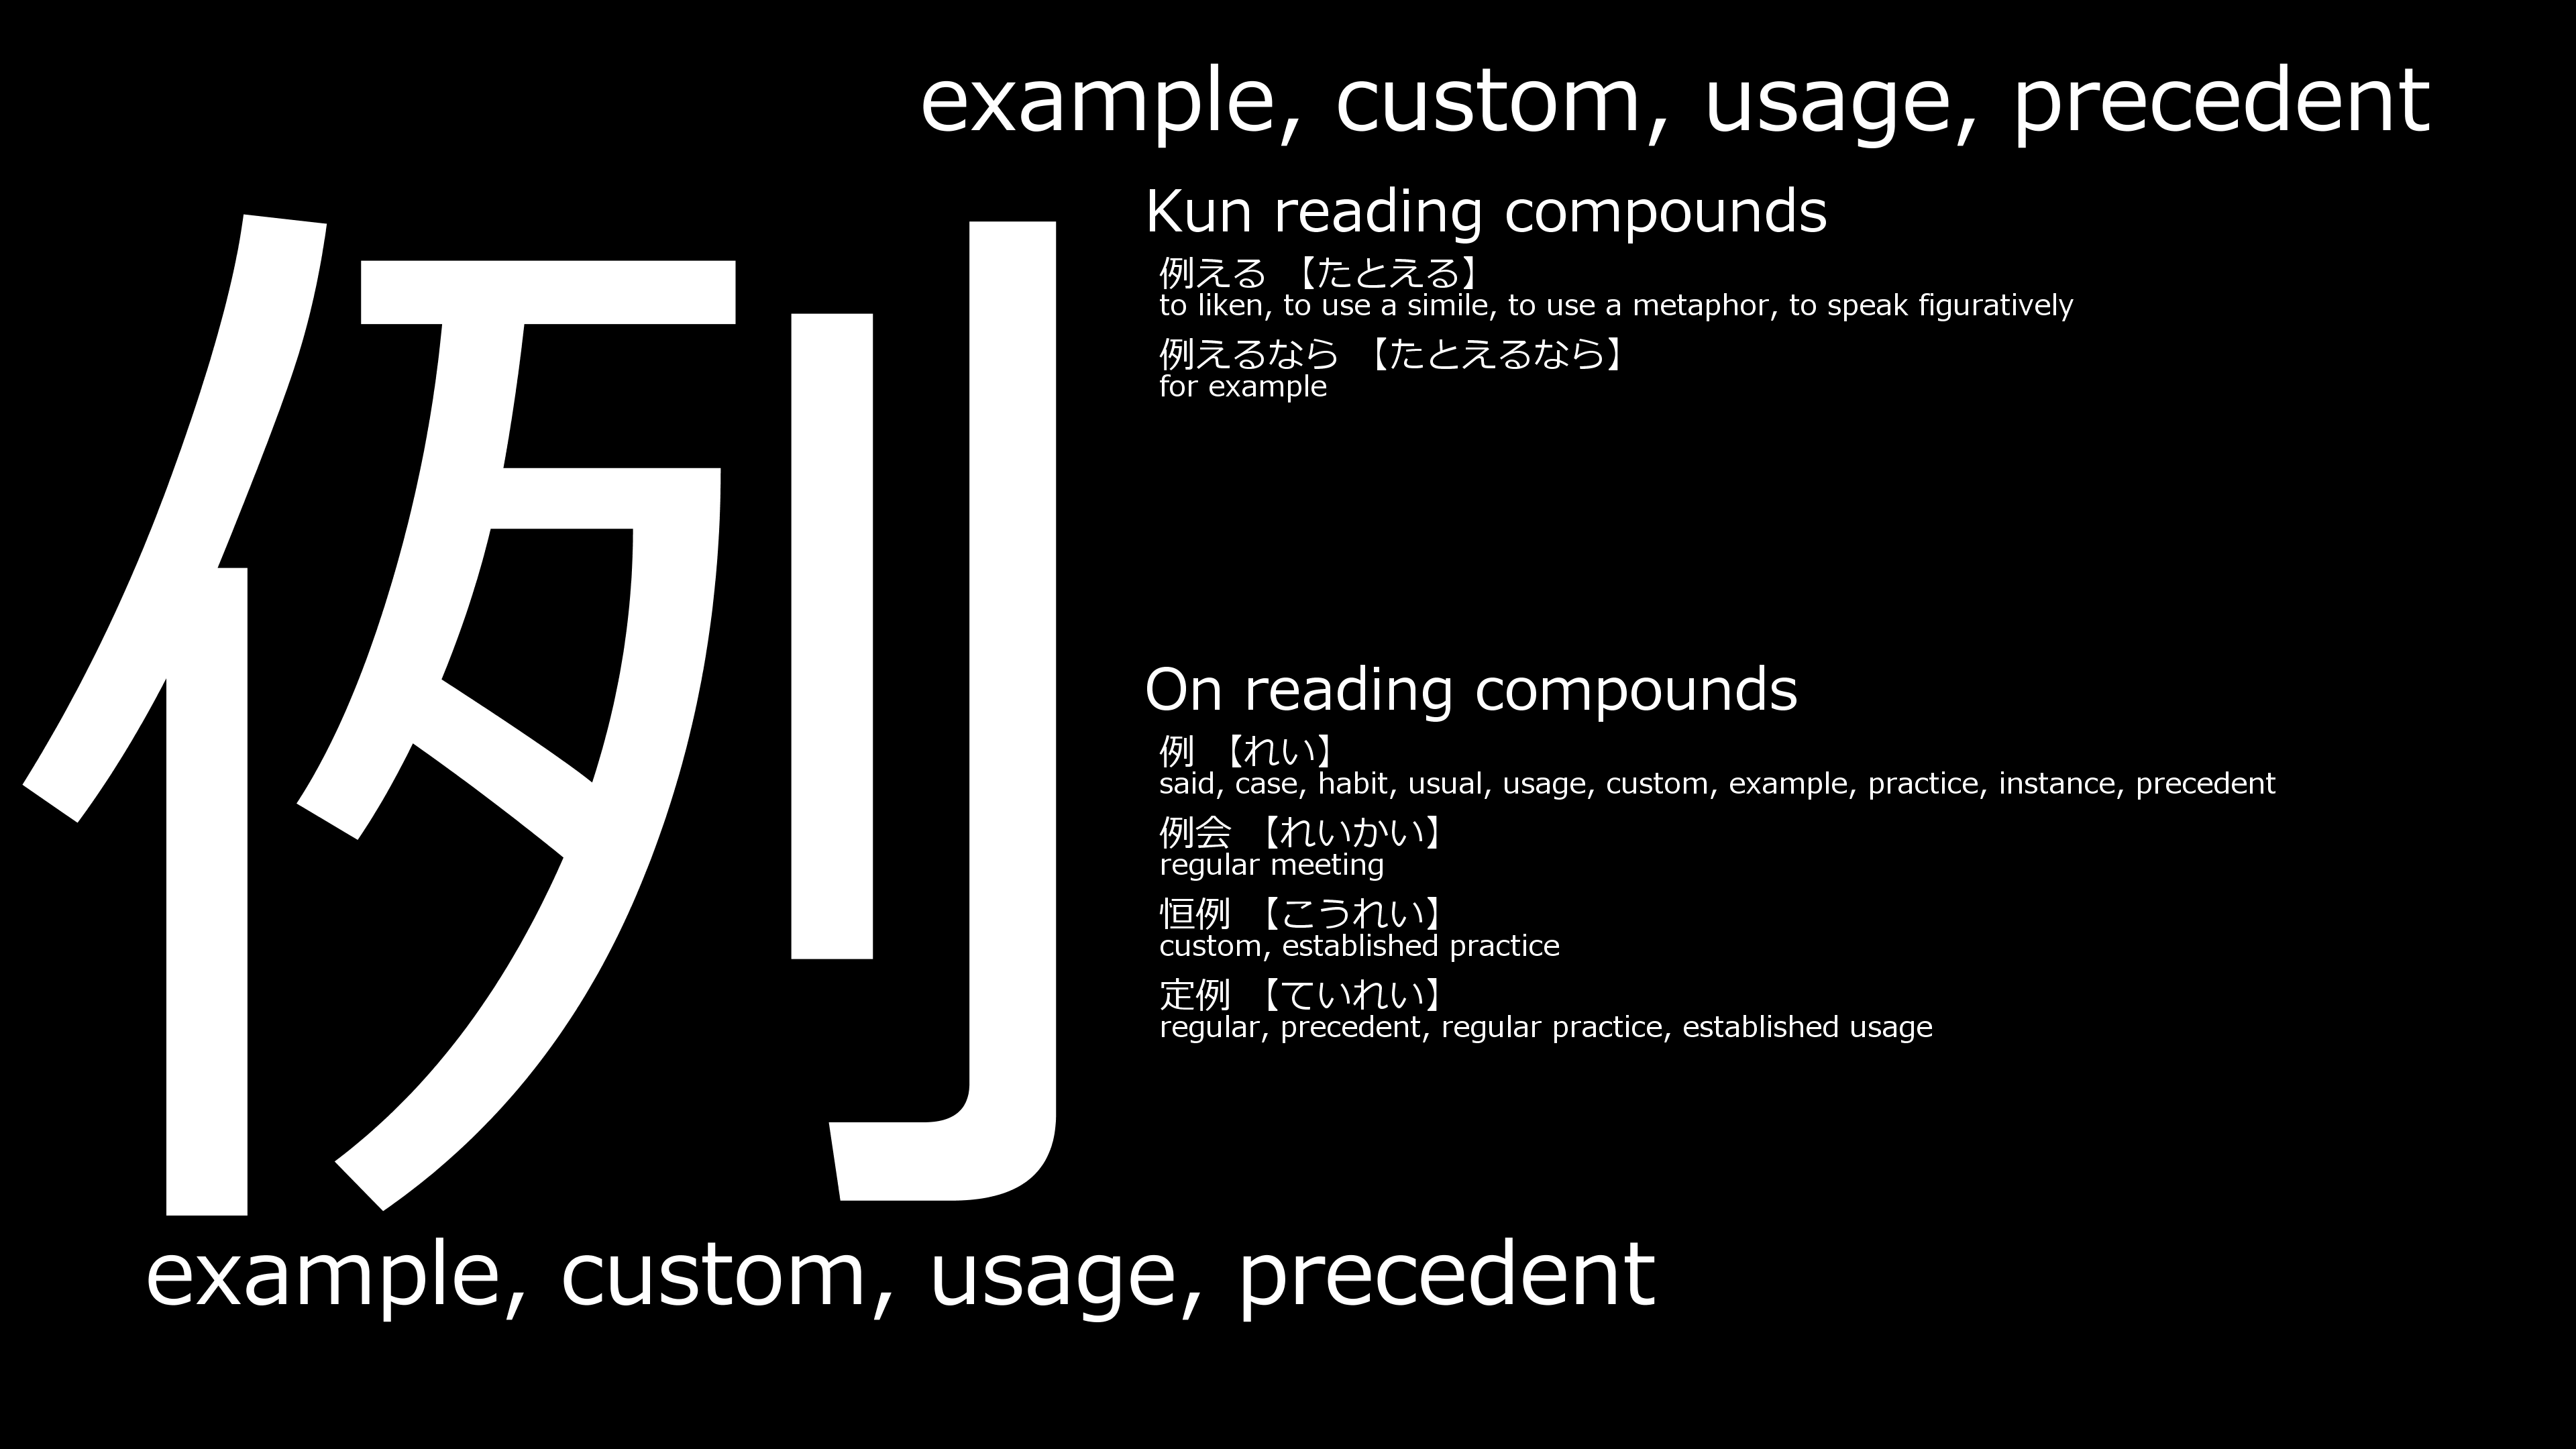 example, custom, usage, precedent
例
Kun reading compounds
例える 【たとえる】
to liken, to use a simile, to use a metaphor, to speak figuratively
例えるなら 【たとえるなら】
for example
On reading compounds
例 【れい】
said, case, habit, usual, usage, custom, example, practice, instance, precedent
例会 【れいかい】
regular meeting
恒例 【こうれい】
custom, established practice
定例 【ていれい】
regular, precedent, regular practice, established usage
example, custom, usage, precedent